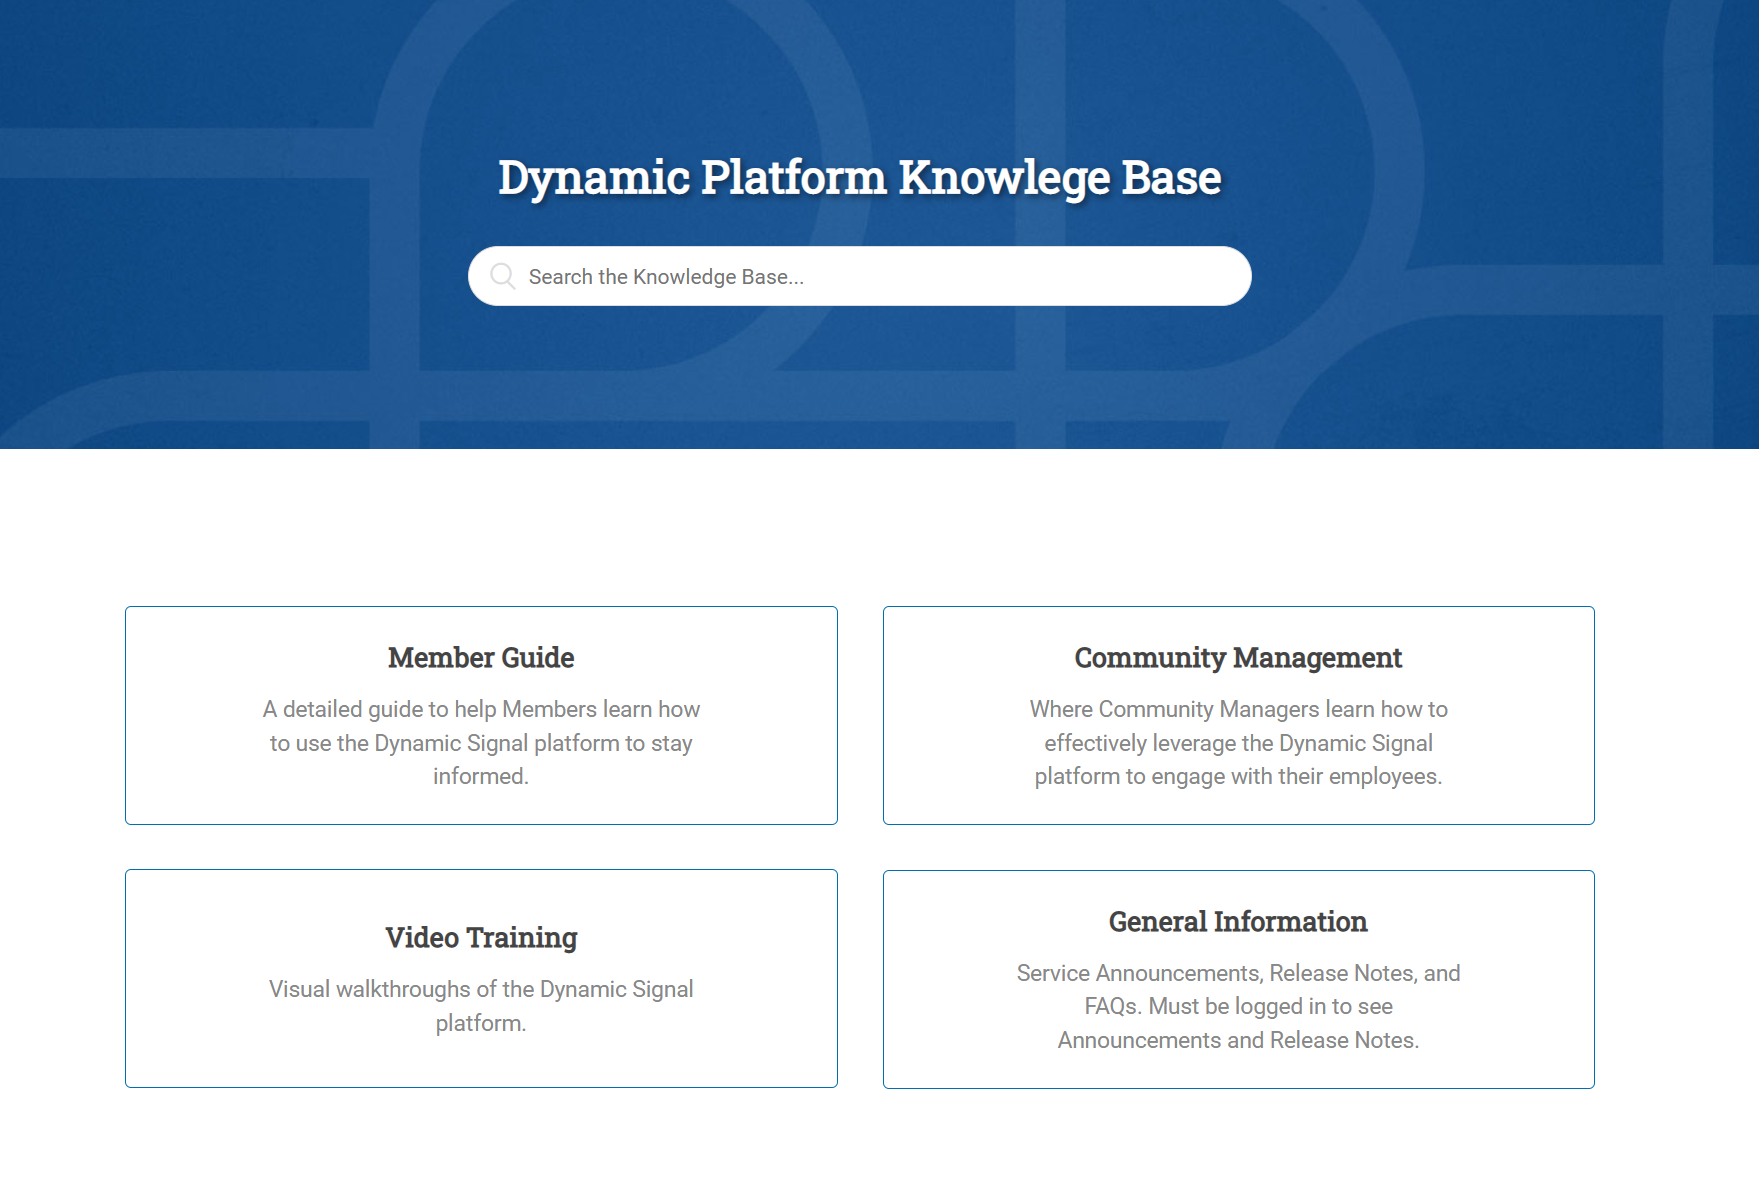 Dynamic Platform Knowlege Base
Search the Knowledge Base...
Member Guide
A detailed guide to help Members learn how
to use the Dynamic Signal platform to stay
informed.
Community Management
Where Community Managers learn how to
effectively leverage the Dynamic Signal
platform to engage with their employees.
Video Training
Visual walkthroughs of the Dynamic Signal
platform.
General Information
Service Announcements, Release Notes, and
FAQs. Must be logged in to see
Announcements and Release Notes.